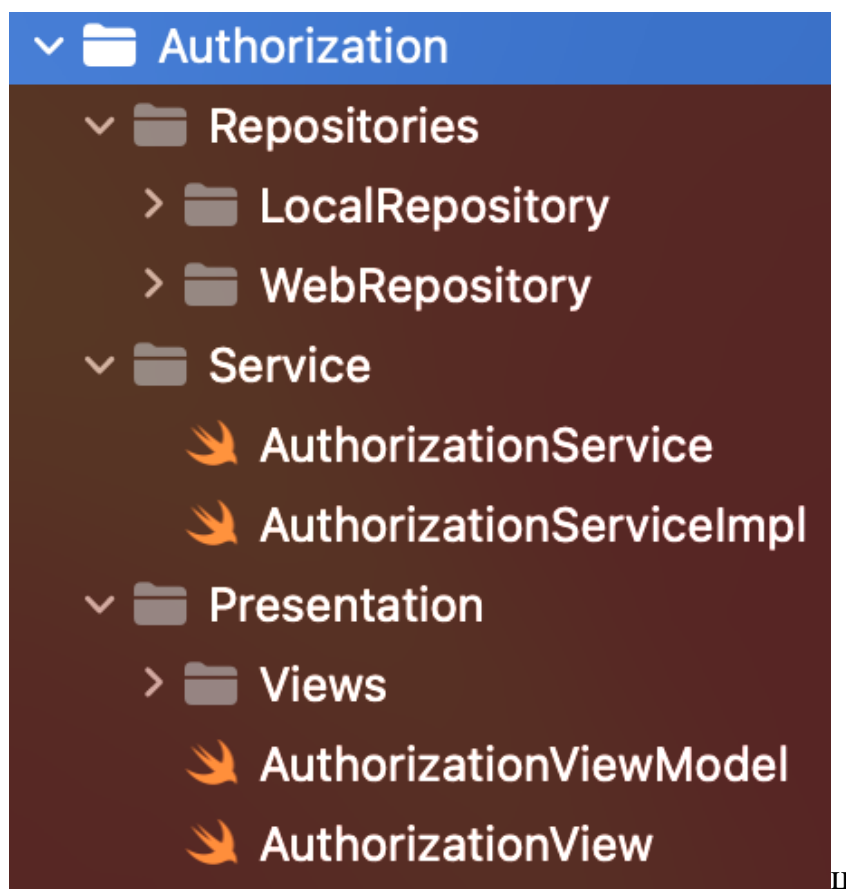 Authorization
Repositories
LocalRepository
WebRepository
Service
AuthorizationService
AuthorizationServiceImpl
Presentation
Views
AuthorizationViewModel
AuthorizationView